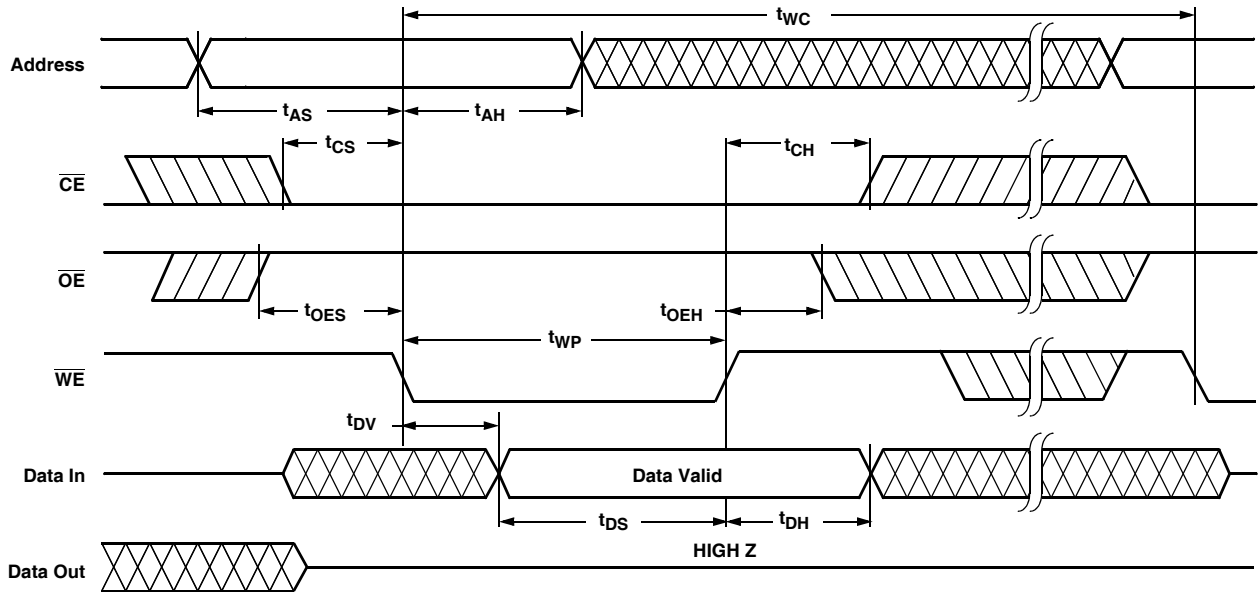 tWC
Address
tAS
tAH
tCS
tCH
CE
OE
tOES
tOEH
tWP
WE
tDV
Data In
Data Valid
tDS
tDH
HIGH Z
Data Out